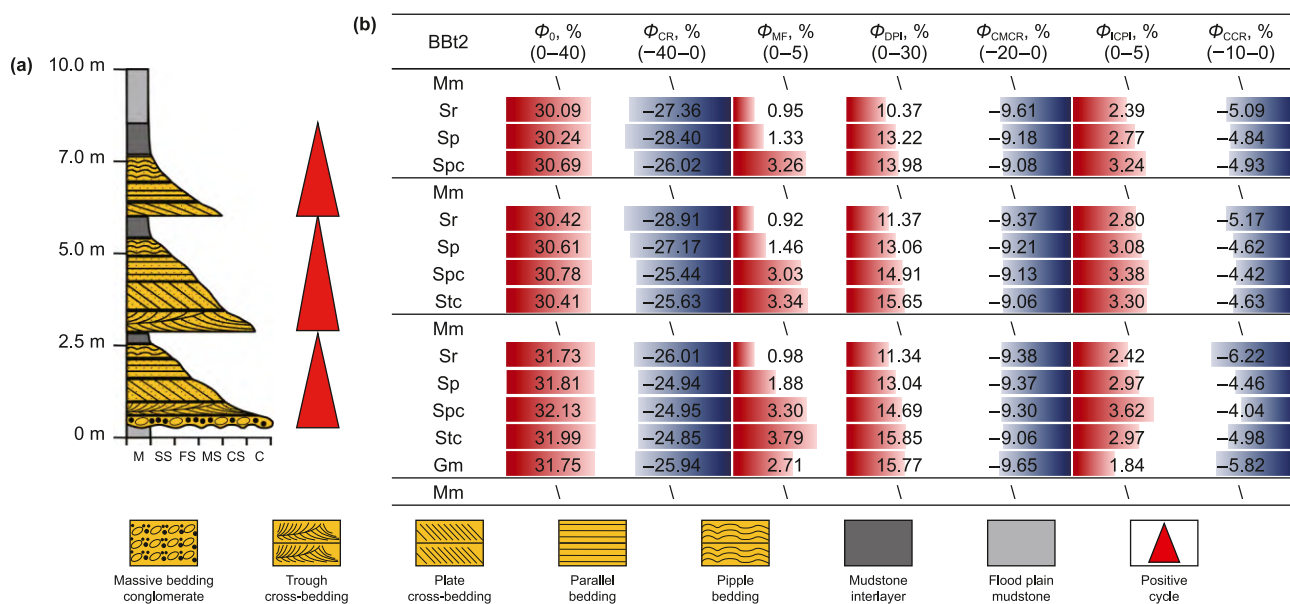 (a)
10.0 m
7.0 m
5.0 m
2.5 m
0 m
M SS FS MS CS C
(b)
BBt2 Φ0, % (0–40) ΦCR, % (−40–0) ΦMF, % (0–5) ΦDPI, % (0–30) ΦCMCR, % (−20–0) ΦICPI, % (0–5) ΦCCR, % (−10–0)
Mm \ \ \ \ \ \ \
Sr 30.09 −27.36 0.95 10.37 −9.61 2.39 −5.09
Sp 30.24 −28.40 1.33 13.22 −9.18 2.77 −4.84
Spc 30.69 −26.02 3.26 13.98 −9.08 3.24 −4.93
Mm \ \ \ \ \ \ \
Sr 30.42 −28.91 0.92 11.37 −9.37 2.80 −5.17
Sp 30.61 −27.17 1.46 13.06 −9.21 3.08 −4.62
Spc 30.78 −25.44 3.03 14.91 −9.13 3.38 −4.42
Stc 30.41 −25.63 3.34 15.65 −9.06 3.30 −4.63
Mm \ \ \ \ \ \ \
Sr 31.73 −26.01 0.98 11.34 −9.38 2.42 −6.22
Sp 31.81 −24.94 1.88 13.04 −9.37 2.97 −4.46
Spc 32.13 −24.95 3.30 14.69 −9.30 3.62 −4.04
Stc 31.99 −24.85 3.79 15.85 −9.06 2.97 −4.98
Gm 31.75 −25.94 2.71 15.77 −9.65 1.84 −5.82
Mm \ \ \ \ \ \ \
Massive bedding
conglomerate
Trough
cross-bedding
Plate
cross-bedding
Parallel
bedding
Pipple
bedding
Mudstone
interlayer
Flood plain
mudstone
Positive
cycle